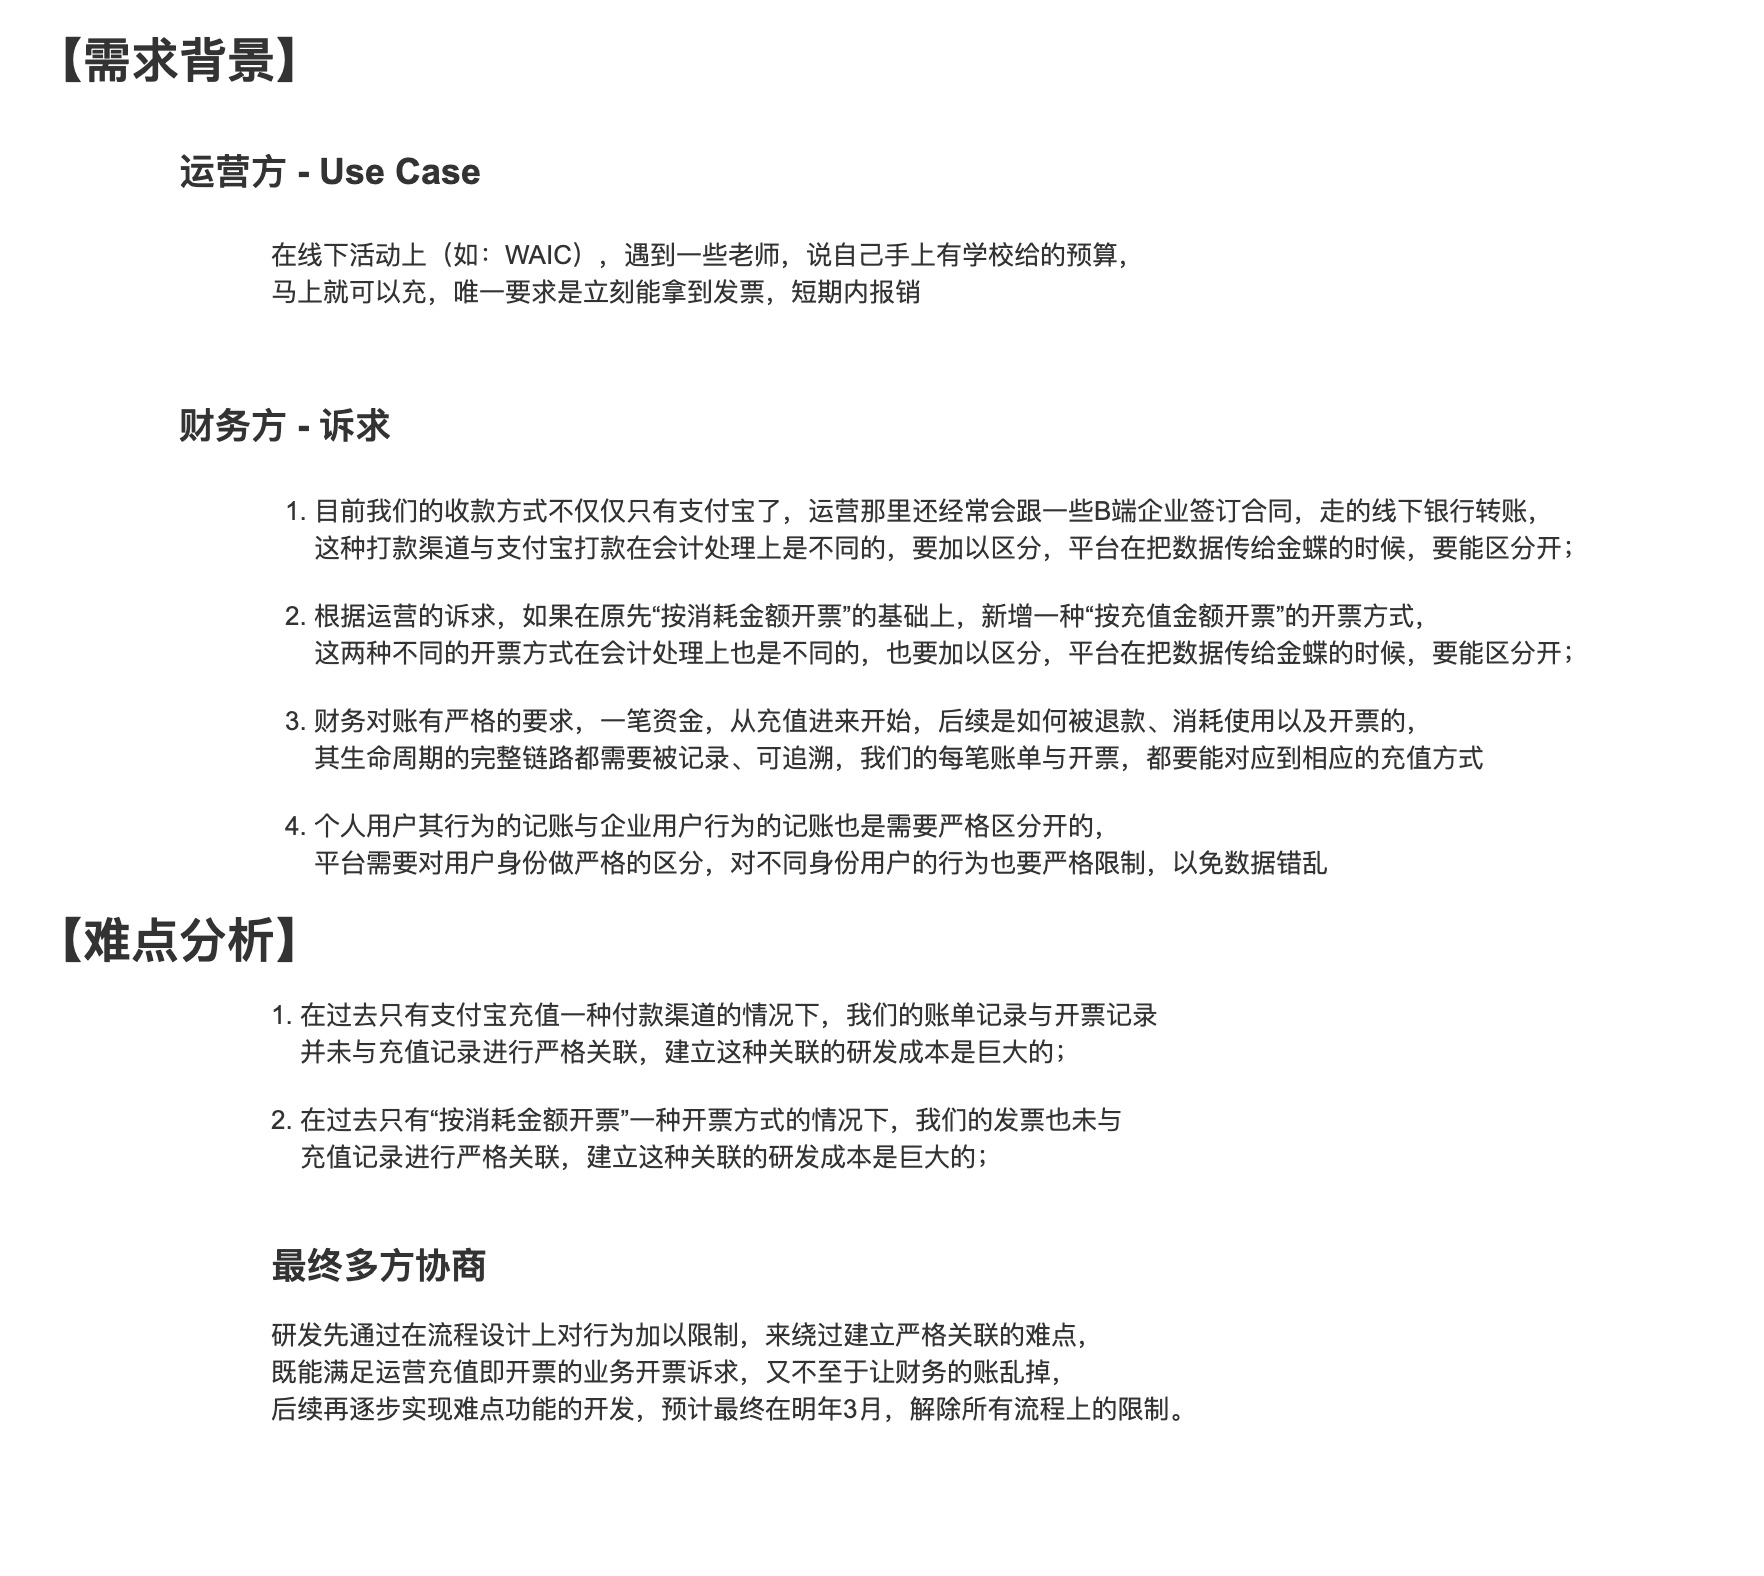 【需求背景】
运营方 - Use Case
在线下活动上（如：WAIC），遇到一些老师，说自己手上有学校给的预算，
马上就可以充，唯一要求是立刻能拿到发票，短期内报销
财务方 - 诉求
1. 目前我们的收款方式不仅仅只有支付宝了，运营那里还经常会跟一些B端企业签订合同，走的线下银行转账，
这种打款渠道与支付宝打款在会计处理上是不同的，要加以区分，平台在把数据传给金蝶的时候，要能区分开；
2. 根据运营的诉求，如果在原先“按消耗金额开票”的基础上，新增一种“按充值金额开票”的开票方式，
这两种不同的开票方式在会计处理上也是不同的，也要加以区分，平台在把数据传给金蝶的时候，要能区分开；
3. 财务对账有严格的要求，一笔资金，从充值进来开始，后续是如何被退款、消耗使用以及开票的，
其生命周期的完整链路都需要被记录、可追溯，我们的每笔账单与开票，都要能对应到相应的充值方式
4. 个人用户其行为的记账与企业用户行为的记账也是需要严格区分开的，
平台需要对用户身份做严格的区分，对不同身份用户的行为也要严格限制，以免数据错乱
【难点分析】
1. 在过去只有支付宝充值一种付款渠道的情况下，我们的账单记录与开票记录
并未与充值记录进行严格关联，建立这种关联的研发成本是巨大的；
2. 在过去只有“按消耗金额开票”一种开票方式的情况下，我们的发票也未与
充值记录进行严格关联，建立这种关联的研发成本是巨大的；
最终多方协商
研发先通过在流程设计上对行为加以限制，来绕过建立严格关联的难点，
既能满足运营充值即开票的业务开票诉求，又不至于让财务的账乱掉，
后续再逐步实现难点功能的开发，预计最终在明年3月，解除所有流程上的限制。